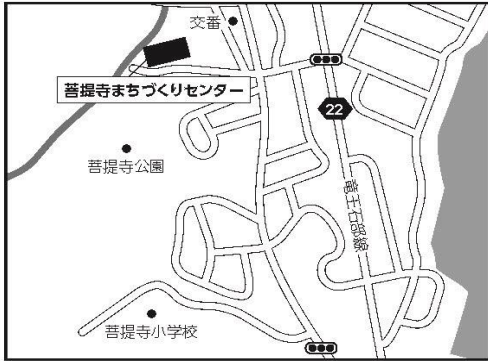 交番
菩提寺まちづくりセンター
22
菩提寺公園
竜王石部線
菩提寺小学校